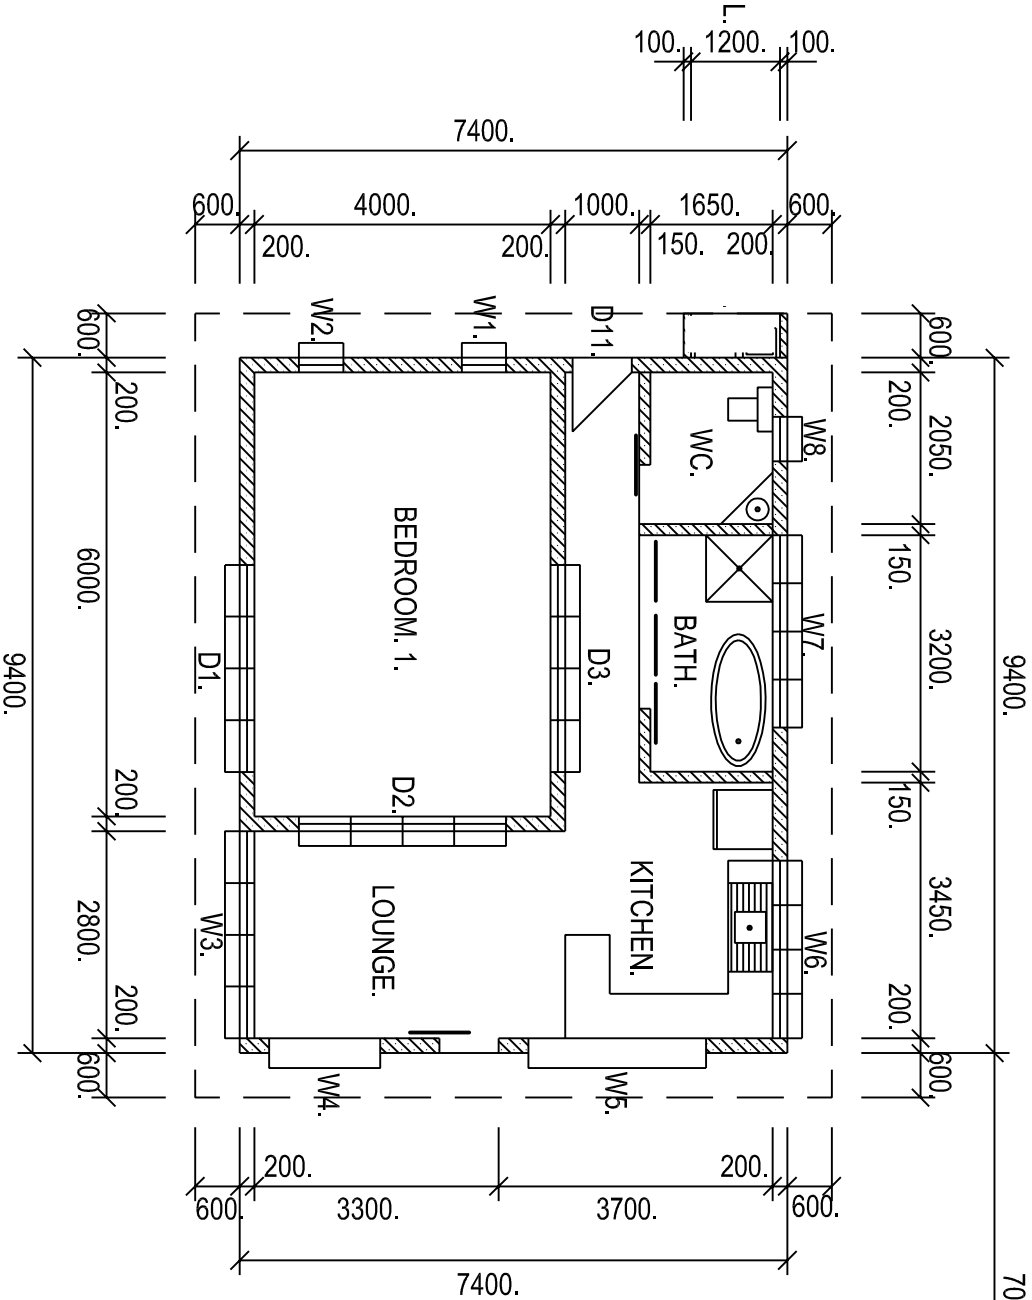 L.
100. 1200. 100.
7400.
600. 4000. 1000. 1650. 600.
200. 200. 150. 200.
W2. W1. D11.
600. 600.
200. 200.
W8.
WC.
2050.
150.
BEDROOM. 1.
6000.
BATH.
W7.
D1. D3.
3200.
9400. 9400.
200. D2. 150.
W3. LOUNGE. KITCHEN. W6.
2800. 3450.
200. 200.
600. 600.
W4. W5.
200. 200.
600. 3300. 3700. 600.
7400.
70